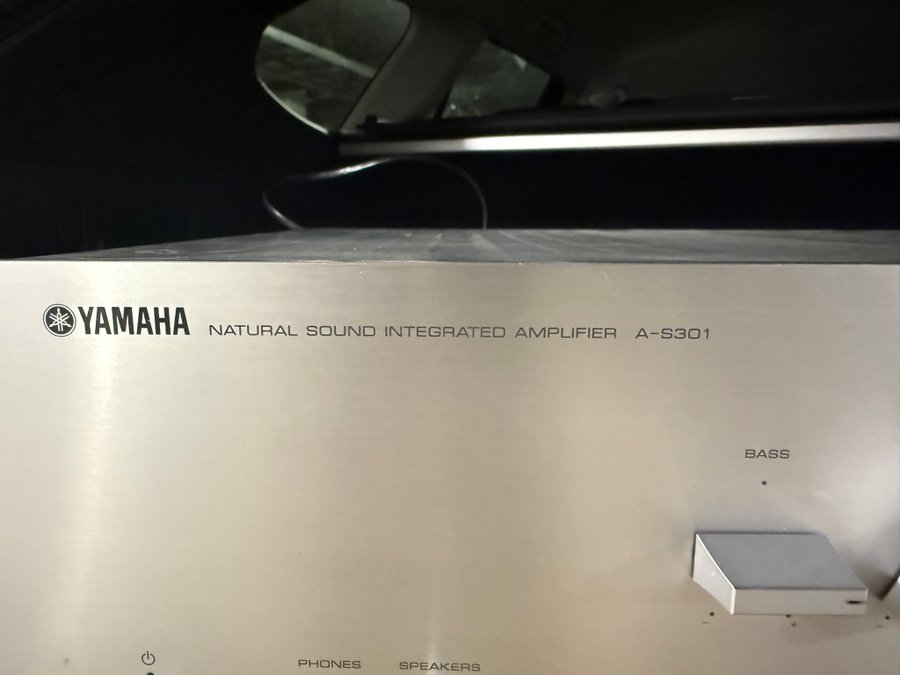 YAMAHA NATURAL SOUND INTEGRATED AMPLIFIER A-S301
BASS
- +
-
PHONES SPEAKERS